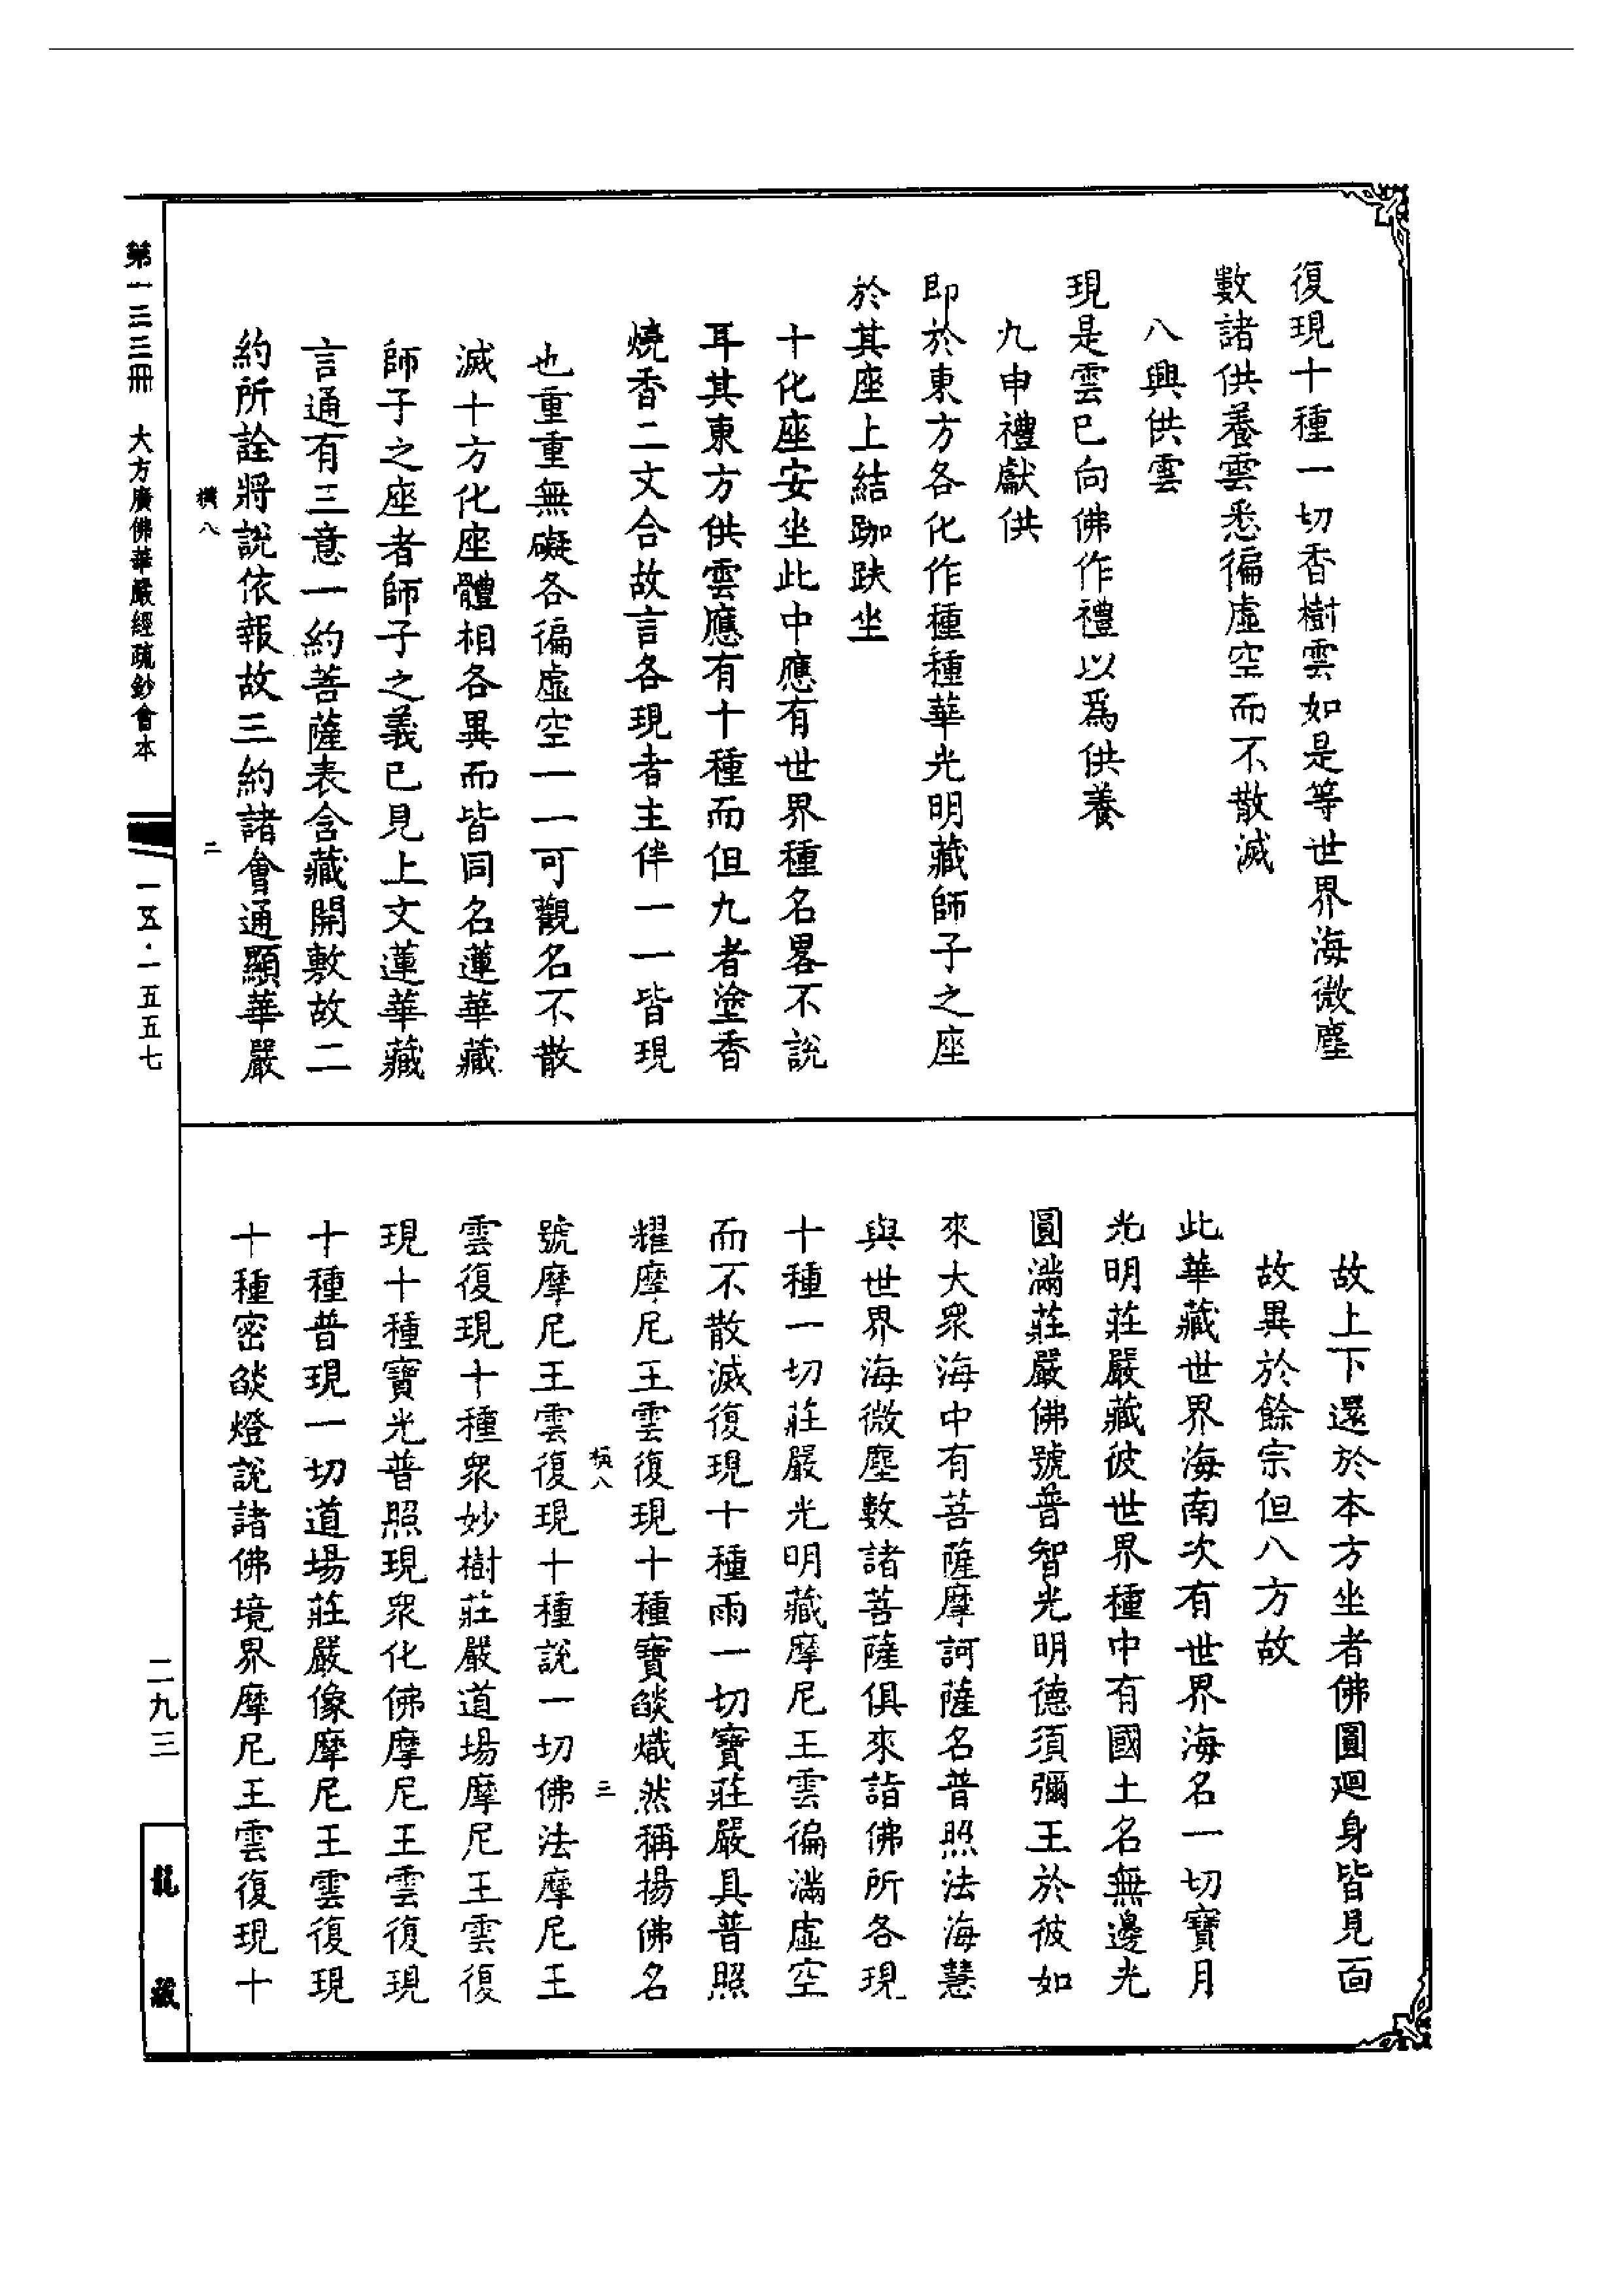 復現十種一切香樹雲如是等世界海微塵
數諸供養雲悉徧虛空而不散滅
八興供雲
現是雲已向佛作禮以爲供養
九申禮獻供
即於東方各化作種種華光明藏師子之座
於其座上結跏趺坐
十化座安坐此中應有世界種名畧不說
耳其東方供雲應有十種而但九者塗香
燒香二文合故言各現者主伴一一皆現
也重重無礙各徧虛空一一可觀名不散
滅十方化座體相各異而皆同名蓮華藏
師子之座者師子之義已見上文蓮華藏
言通有三意一約菩薩表含藏開敷故二
約所詮將說依報故三約諸會通顯華嚴
橫八
二
故上下還於本方坐者佛圓迴身皆見面
故異於餘宗但八方故
此華藏世界海南次有世界海名一切寶月
光明莊嚴藏彼世界種中有國土名無邊光
圓滿莊嚴佛號普智光明德須彌王於彼如
來大眾海中有菩薩摩訶薩名普照法海慧
與世界海微塵數諸菩薩俱來詣佛所各現
十種一切莊嚴光明藏摩尼王雲徧滿虛空
而不散滅復現十種雨一切寶莊嚴具普照
耀摩尼王雲復現十種寶燄熾然稱揚佛名
橫八
三
號摩尼王雲復現十種說一切佛法摩尼王
雲復現十種眾妙樹莊嚴道場摩尼王雲復
現十種寶光普照現眾化佛摩尼王雲復現
十種普現一切道場莊嚴像摩尼王雲復現
十種密燄燈說諸佛境界摩尼王雲復現十
第一三三冊 大方廣佛華嚴經疏鈔會本
一五·一五五七
二九三
龍藏